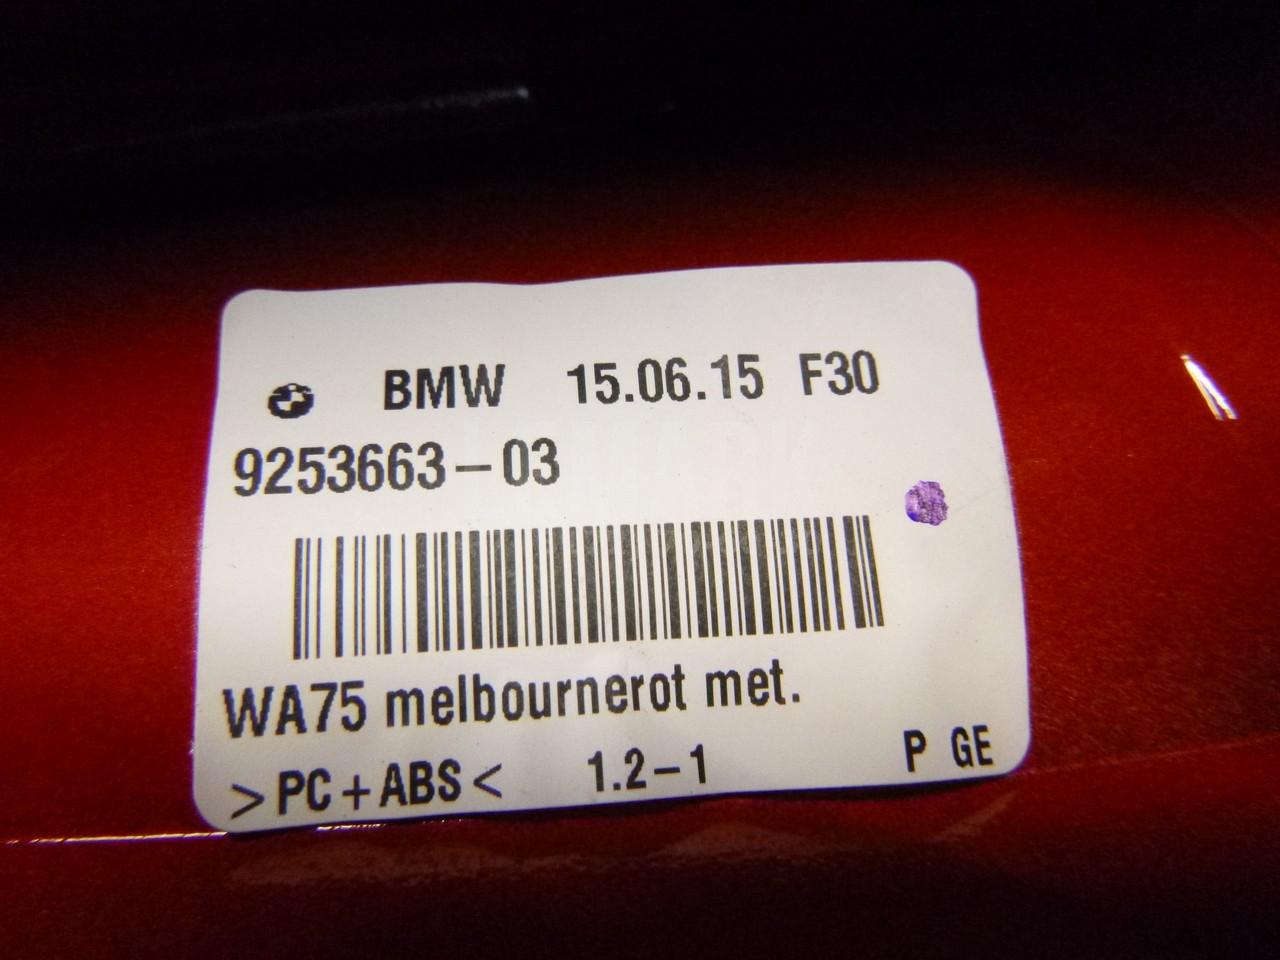 BMW 15.06.15 F30
9253663-03
WA75 melbournerot met.
>PC+ABS< 1.2-1 P GE